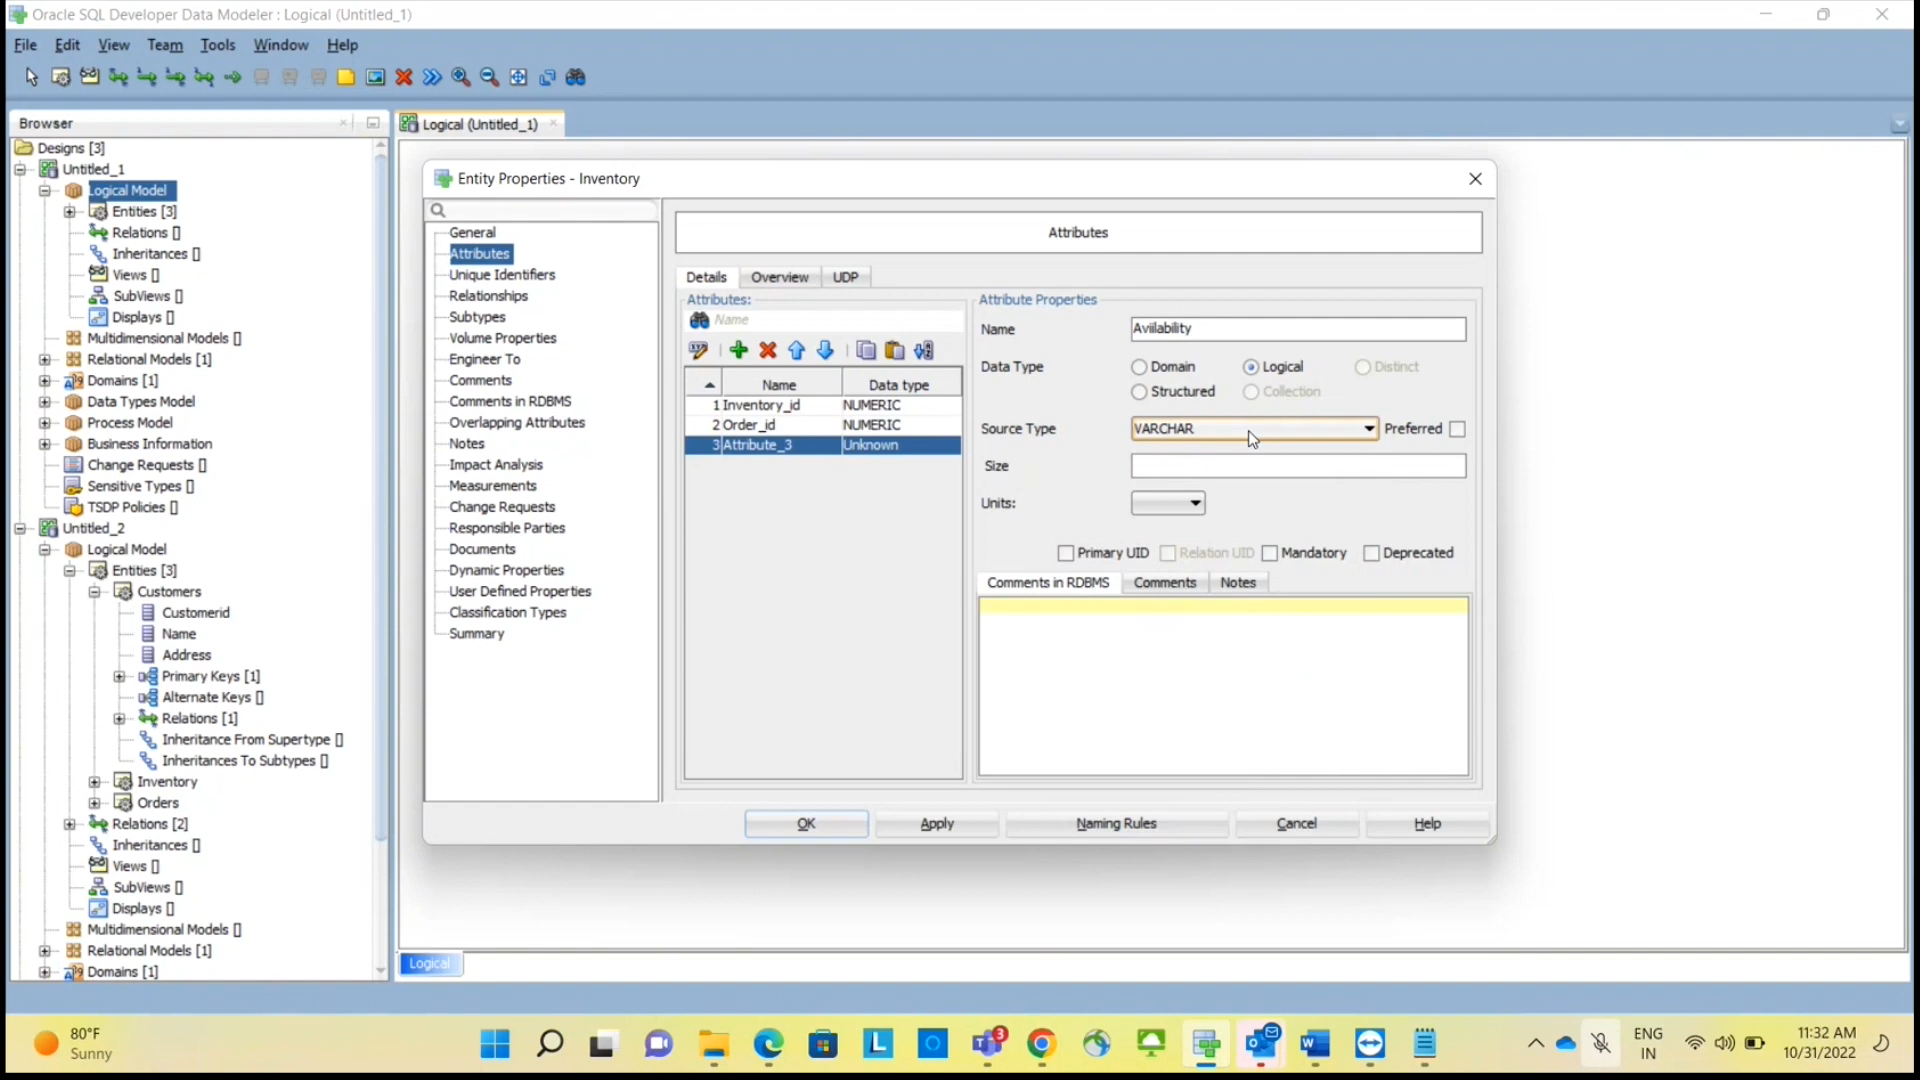 Oracle SQL Developer Data Modeler : Logical (Untitled_1)
File Edit View Team Tools Window Help
Browser
Logical (Untitled_1)
Designs [3]
Untitled_1
Logical Model
Entities [3]
Relations []
Inheritances []
Views []
SubViews []
Displays []
Multidimensional Models []
Relational Models [1]
Domains [1]
Data Types Model
Process Model
Business Information
Change Requests []
Sensitive Types []
TSDP Policies []
Untitled_2
Logical Model
Entities [3]
Customers
Customerid
Name
Address
Primary Keys [1]
Alternate Keys []
Relations [1]
Inheritance From Supertype []
Inheritances To Subtypes []
Inventory
Orders
Relations [2]
Inheritances []
Views []
SubViews []
Displays []
Multidimensional Models []
Relational Models [1]
Domains [1]
Entity Properties - Inventory
General
Attributes
Unique Identifiers
Relationships
Subtypes
Volume Properties
Engineer To
Comments
Comments in RDBMS
Overlapping Attributes
Notes
Impact Analysis
Measurements
Change Requests
Responsible Parties
Documents
Dynamic Properties
User Defined Properties
Classification Types
Summary
Attributes
Details Overview UDP
Attributes:
Name
Name Data type
1 Inventory_id NUMERIC
2 Order_id NUMERIC
3 Attribute_3 Unknown
Attribute Properties
Name Aviilability
Data Type Domain Logical Distinct
Structured Collection
Source Type VARCHAR Preferred
Size
Units:
Primary UID Relation UID Mandatory Deprecated
Comments in RDBMS Comments Notes
OK Apply Naming Rules Cancel Help
Logical
80°F
Sunny
3
ENG
IN
11:32 AM
10/31/2022